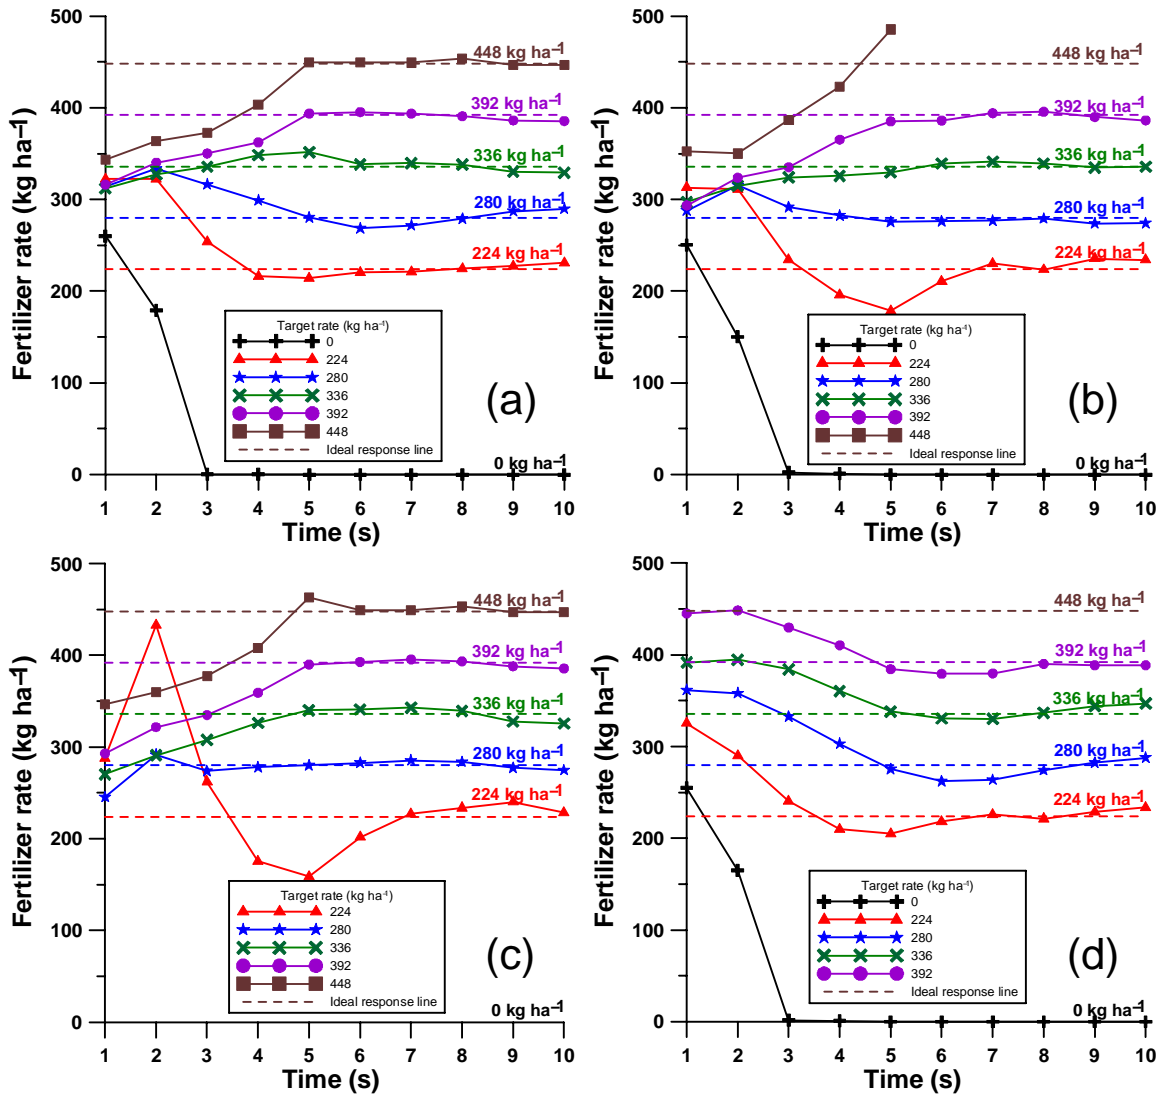 500
400
300
200
100
0
Fertilizer rate (kg ha−1)
448 kg ha−1
392 kg ha−1
336 kg ha−1
280 kg ha−1
224 kg ha−1
Target rate (kg ha-1)
0
224
280
336
392
448
Ideal response line
(a)
0 kg ha−1
1 2 3 4 5 6 7 8 9 10
Time (s)
500
400
300
200
100
0
Fertilizer rate (kg ha−1)
448 kg ha−1
392 kg ha−1
336 kg ha−1
280 kg ha−1
224 kg ha−1
Target rate (kg ha-1)
0
224
280
336
392
448
Ideal response line
(b)
0 kg ha−1
1 2 3 4 5 6 7 8 9 10
Time (s)
500
400
300
200
100
0
Fertilizer rate (kg ha−1)
448 kg ha−1
392 kg ha−1
336 kg ha−1
280 kg ha−1
224 kg ha−1
Target rate (kg ha-1)
224
280
336
392
448
Ideal response line
(c)
0 kg ha−1
1 2 3 4 5 6 7 8 9 10
Time (s)
500
400
300
200
100
0
Fertilizer rate (kg ha−1)
448 kg ha−1
392 kg ha−1
336 kg ha−1
280 kg ha−1
224 kg ha−1
Target rate (kg ha-1)
0
224
280
336
392
Ideal response line
(d)
0 kg ha−1
1 2 3 4 5 6 7 8 9 10
Time (s)